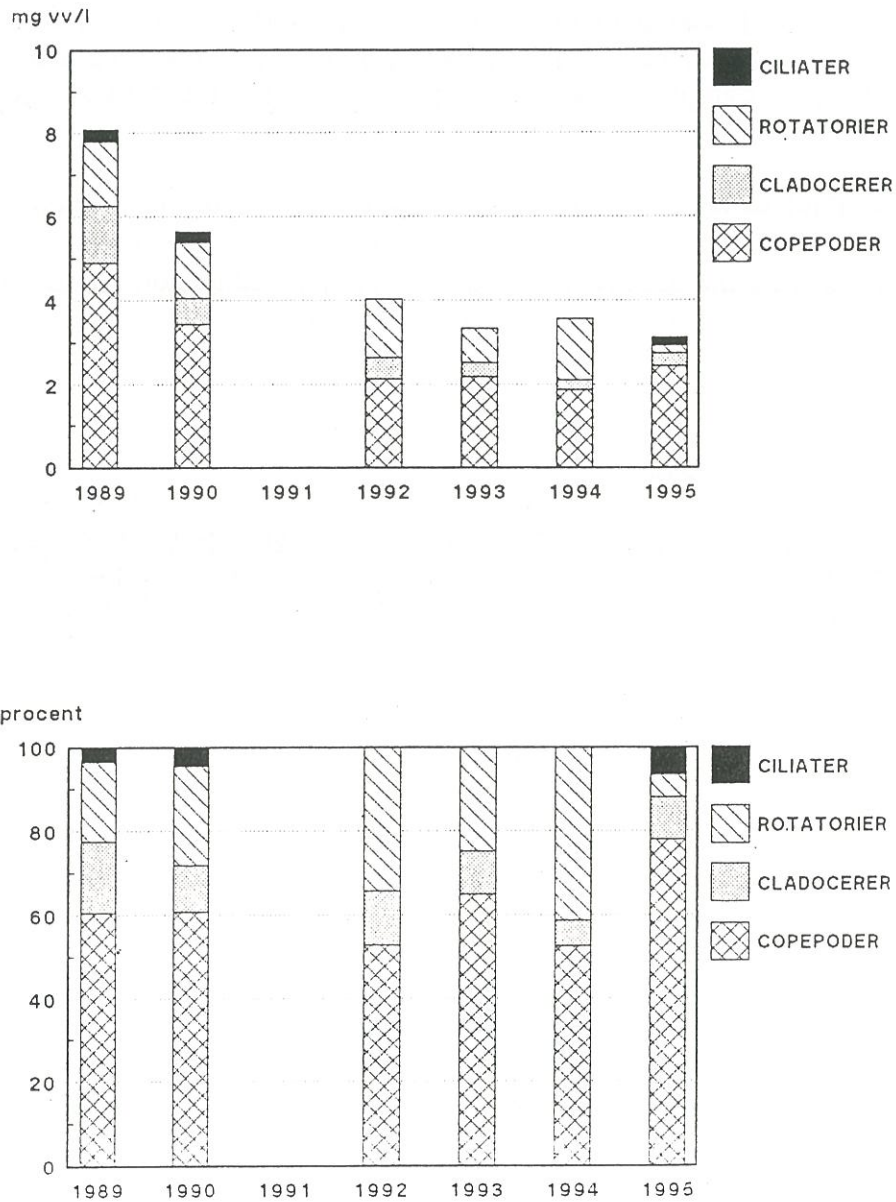 mg vv/l
10
8
6
4
2
0
1989 1990 1991 1992 1993 1994 1995
CILIATER
ROTATORIER
CLADOCERER
COPEPODER
procent
100
80
60
40
20
0
1989 1990 1991 1992 1993 1994 1995
CILIATER
ROTATORIER
CLADOCERER
COPEPODER